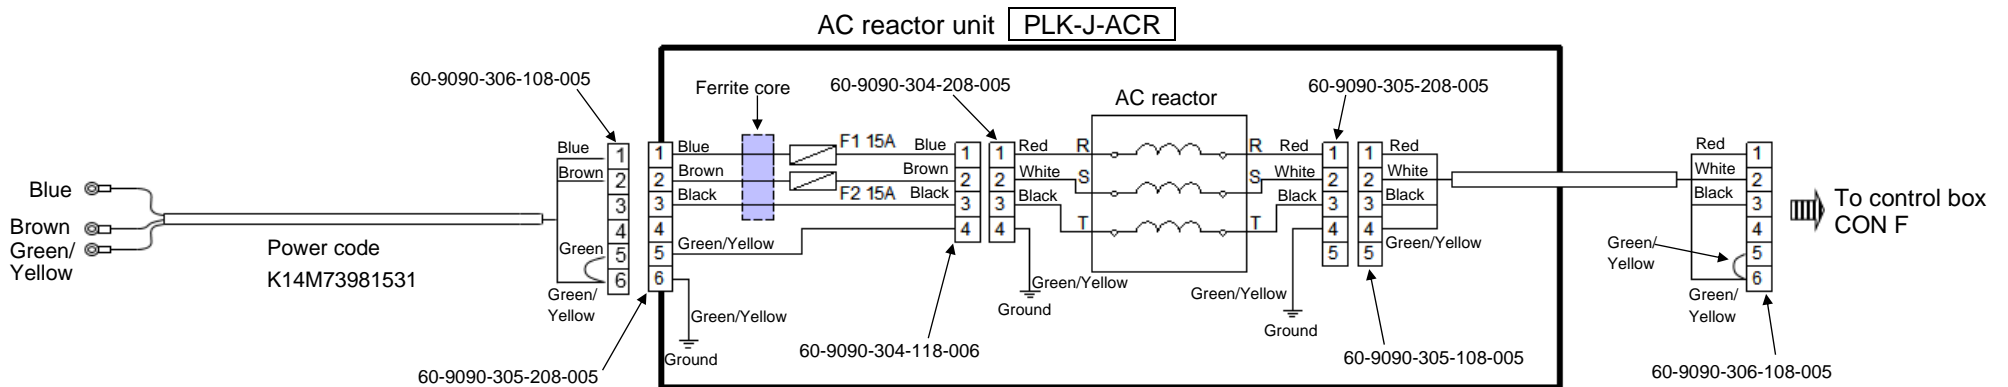 AC reactor unit PLK-J-ACR
60-9090-306-108-005
Ferrite core
60-9090-304-208-005
AC reactor
60-9090-305-208-005
Blue
Brown
Green/
Yellow
Power code
K14M73981531
Blue
Brown
Green
Green/
Yellow
1
2
3
4
5
6
1
2
3
4
5
6
Blue
Brown
Black
Green/Yellow
Green/Yellow
Ground
60-9090-305-208-005
F1 15A
F2 15A
Blue
Brown
Black
1
2
3
4
60-9090-304-118-006
1
2
3
4
Red
White
Black
Green/Yellow
Ground
R
S
T
R
S
T
Red
White
Black
Green/Yellow
Ground
1
2
3
4
5
1
2
3
4
5
Red
White
Black
Green/Yellow
60-9090-305-108-005
Red
White
Black
Green/
Yellow
Green/
Yellow
1
2
3
4
5
6
60-9090-306-108-005
To control box
CON F